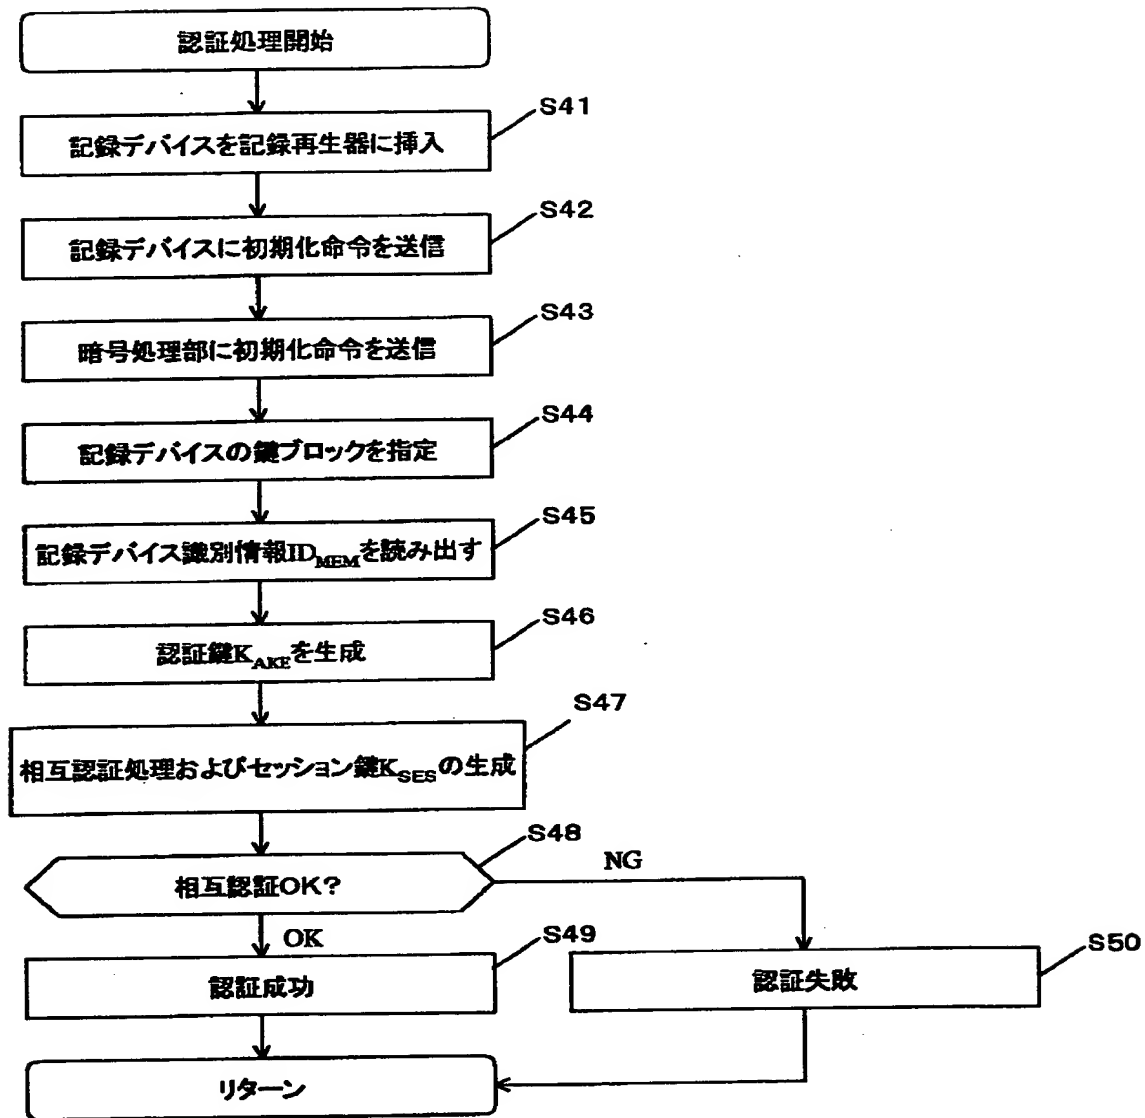 認証処理開始
S41
記録デバイスを記録再生器に挿入
S42
記録デバイスに初期化命令を送信
S43
暗号処理部に初期化命令を送信
S44
記録デバイスの鍵ブロックを指定
S45
記録デバイス識別情報IDMEMを読み出す
S46
認証鍵KAKEを生成
S47
相互認証処理およびセッション鍵KSESの生成
S48
相互認証OK?
NG
OK
S49
認証成功
S50
認証失敗
リターン